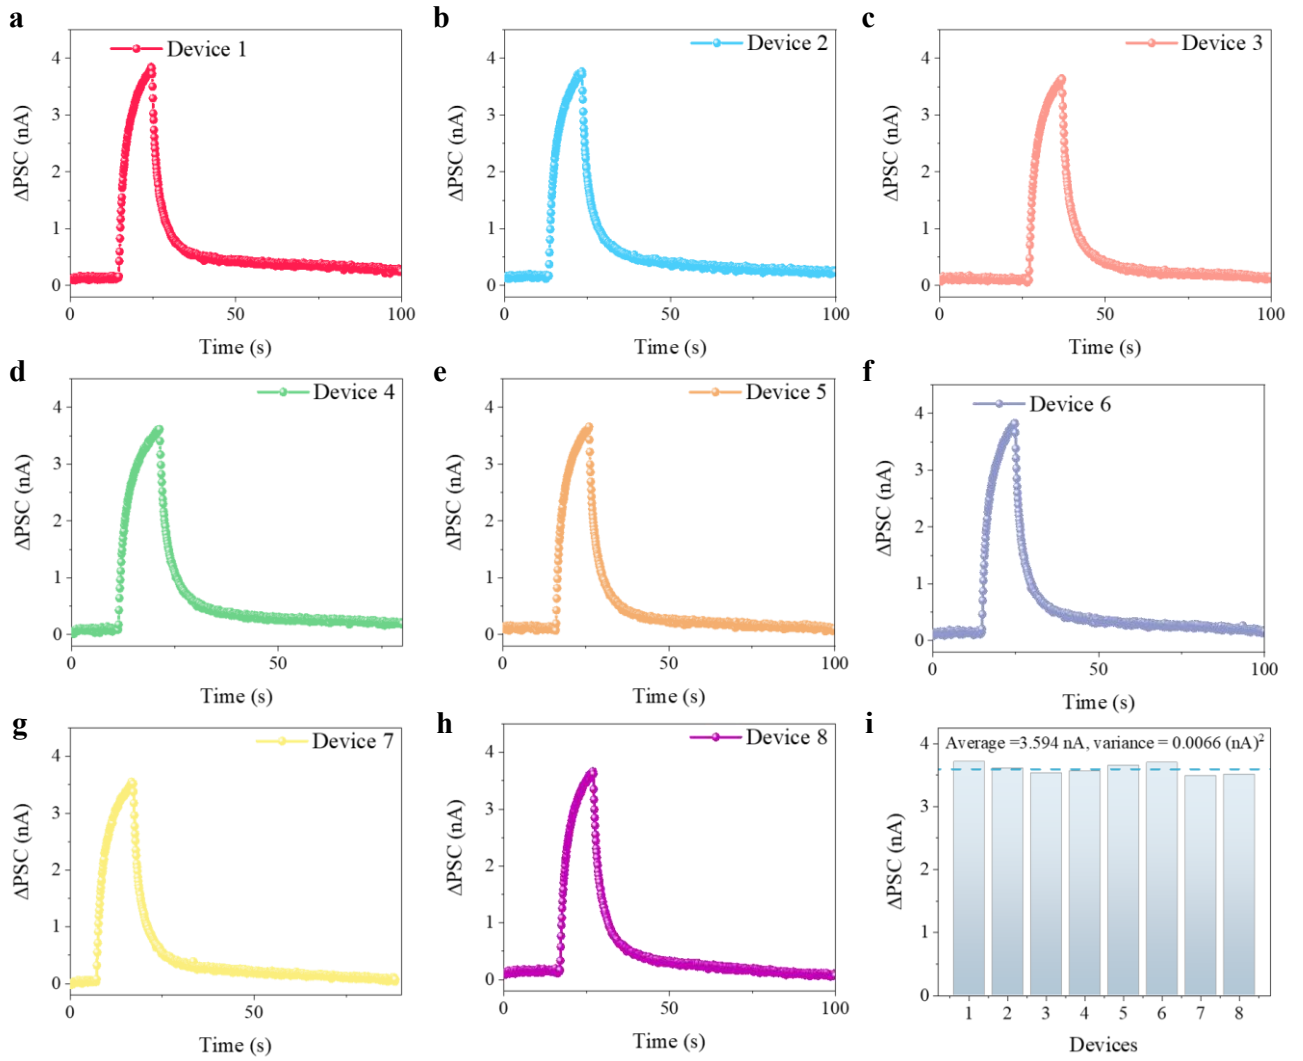 a
Device 1
ΔPSC (nA)
4
3
2
1
0
0
50
100
Time (s)
b
Device 2
ΔPSC (nA)
4
3
2
1
0
0
50
100
Time (s)
c
Device 3
ΔPSC (nA)
4
3
2
1
0
0
50
100
Time (s)
d
Device 4
ΔPSC (nA)
4
3
2
1
0
0
50
Time (s)
e
Device 5
ΔPSC (nA)
4
3
2
1
0
0
50
100
Time (s)
f
Device 6
ΔPSC (nA)
4
3
2
1
0
0
50
100
Time (s)
g
Device 7
ΔPSC (nA)
4
3
2
1
0
0
50
Time (s)
h
Device 8
ΔPSC (nA)
4
3
2
1
0
0
50
100
Time (s)
i
Average =3.594 nA, variance = 0.0066 (nA)²
ΔPSC (nA)
4
3
2
1
0
1 2 3 4 5 6 7 8
Devices